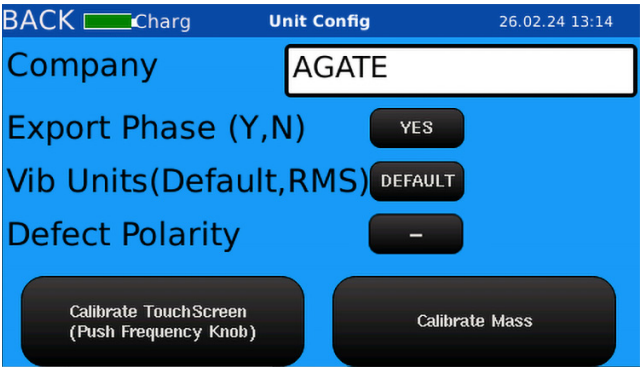 BACK Charg Unit Config 26.02.24 13:14
Company AGATE
Export Phase (Y,N) YES
Vib Units(Default,RMS) DEFAULT
Defect Polarity –
Calibrate TouchScreen
(Push Frequency Knob)
Calibrate Mass